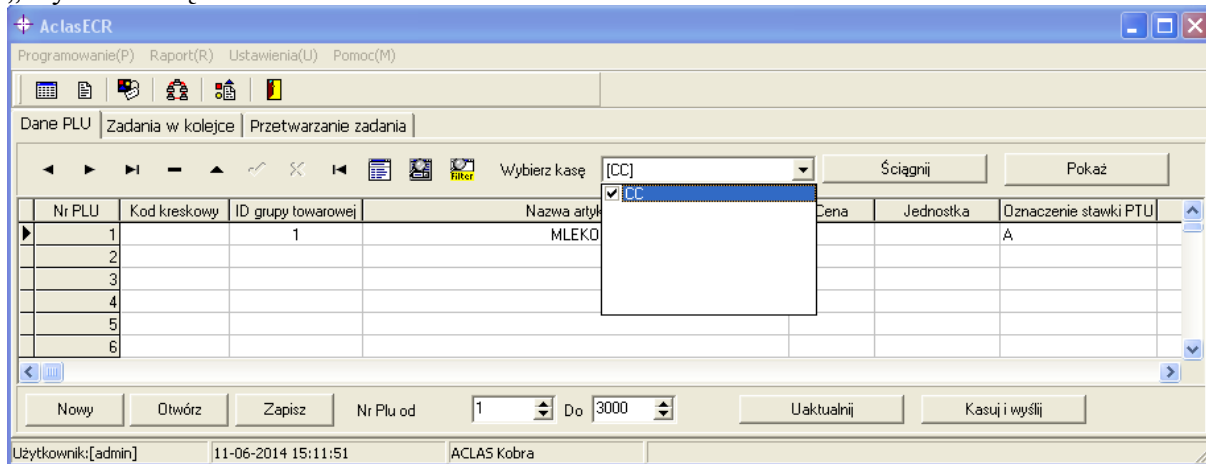 AclasECR
Programowanie(P) Raport(R) Ustawienia(U) Pomoc(M)
Dane PLU Zadania w kolejce Przetwarzanie zadania
Filter Wybierz kasę [CC] Ściągnij Pokaż
CC
Nr PLU Kod kreskowy ID grupy towarowej Nazwa artyk Cena Jednostka Oznaczenie stawki PTU
1 1 MLEKO A
2
3
4
5
6
Nowy Otwórz Zapisz Nr Plu od 1 Do 3000 Uaktualnij Kasuj i wyślij
Użytkownik:[admin] 11-06-2014 15:11:51 ACLAS Kobra